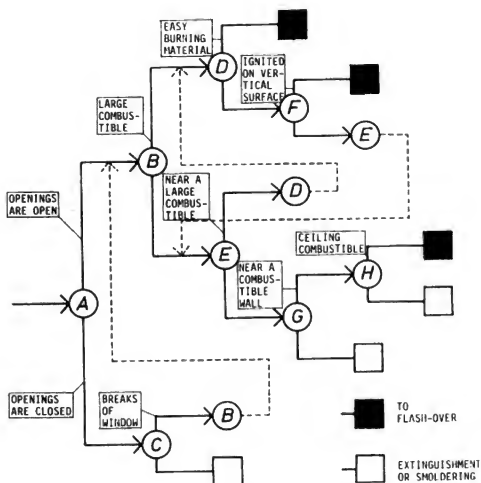 EASY
BURNING
MATERIAL
D
IGNITED
ON VER-
TICAL
SURFACE
F
E
LARGE
COMBUS-
TIBLE
B
NEAR A
LARGE
COMBUS-
TIBLE
D
E
OPENINGS
ARE OPEN
NEAR A
COMBUS-
TIBLE
WALL
CEILING
COMBUSTIBLE
H
G
A
OPENINGS
ARE CLOSED
BREAKS
OF
WINDOW
B
C
TO
FLASH-OVER
EXTINGUISHMENT
OR SMOLDERING